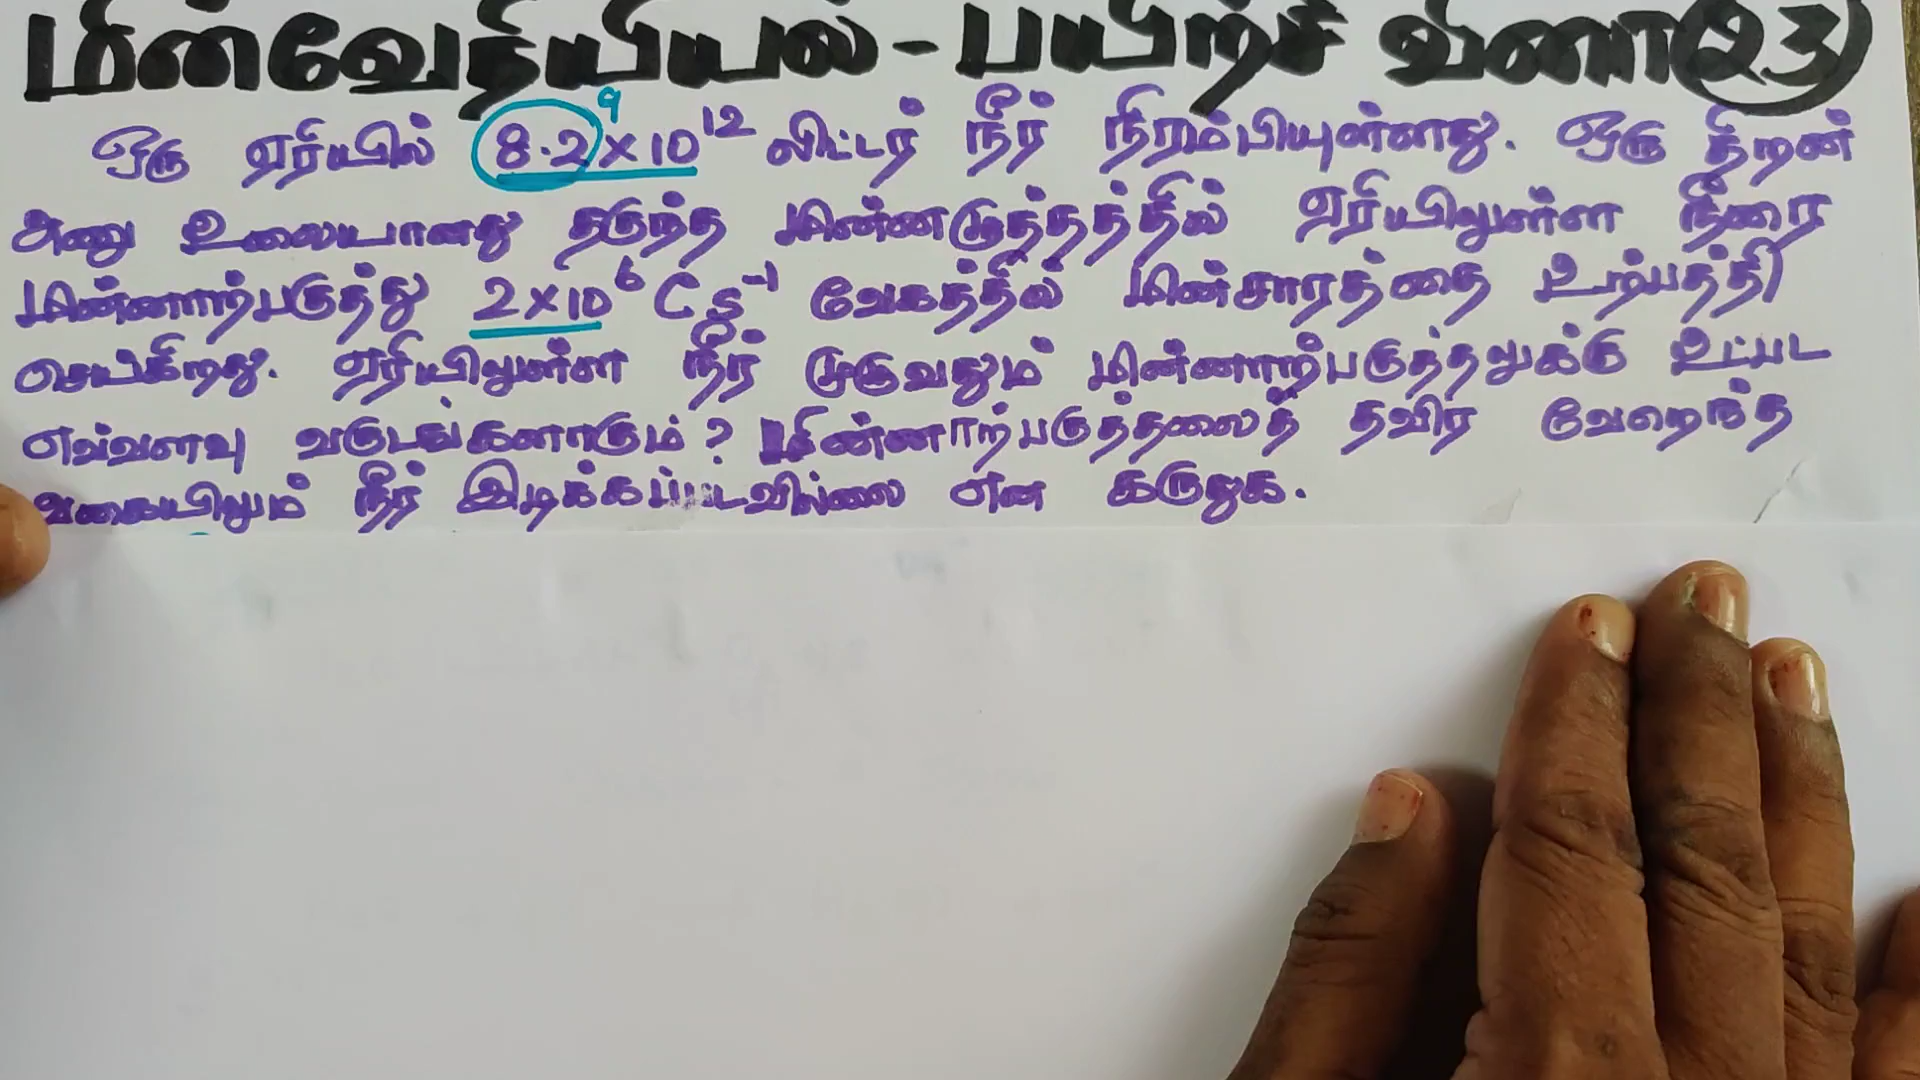 மின்வேதியியல் - பயிற்சி வினா 23
ஒரு ஏரியில் 8.2 × 10¹² லிட்டர் நீர் நிரம்பியுள்ளது. ஒரு திறன்
அணு உலையானது தகுந்த மின்னழுத்தத்தில் ஏரியிலுள்ள நீரை
மின்னாற்பகுத்து 2×10⁶ C S⁻¹ வேகத்தில் மின்சாரத்தை உற்பத்தி
செய்கிறது. ஏரியிலுள்ள நீர் முழுவதும் மின்னாற்பகுத்தலுக்கு உட்பட
எவ்வளவு வருடங்களாகும்? மின்னாற்பகுத்தலைத் தவிர வேறெந்த
வகையிலும் நீர் இழக்கப்படவில்லை என கருதுக.